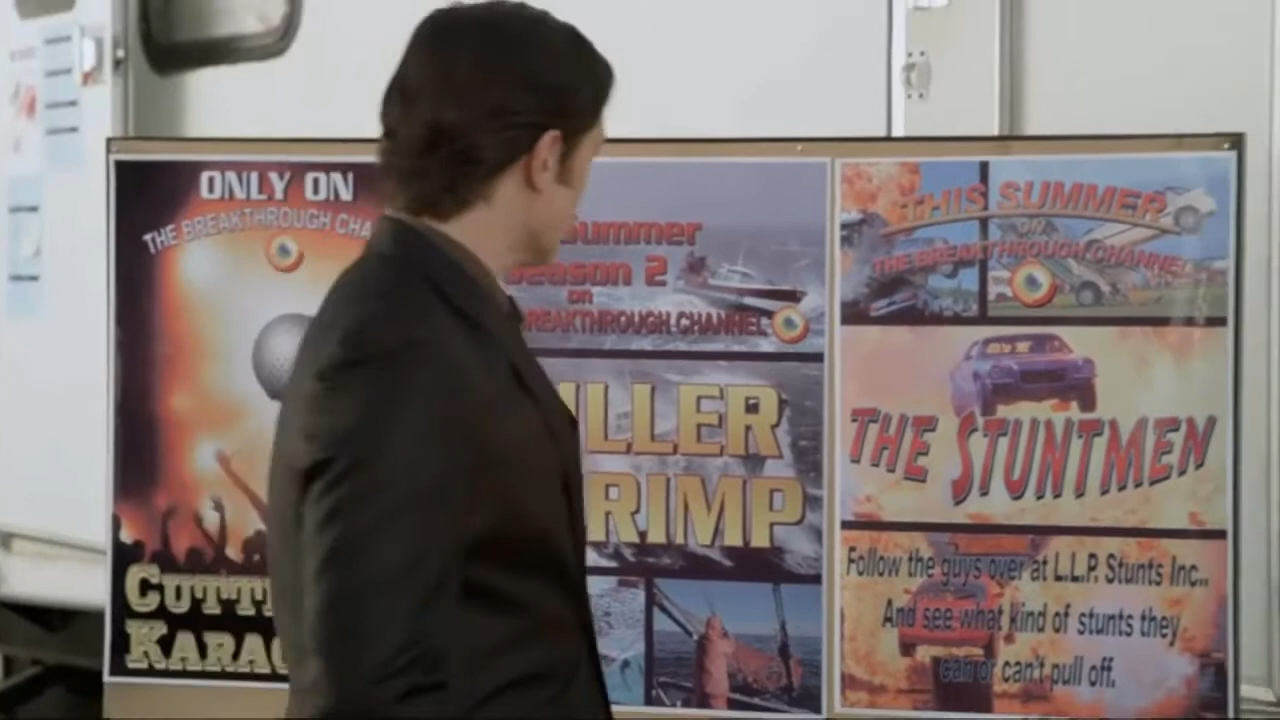 ONLY ON
THE BREAKTHROUGH CHA
CUTT
KARAO
Summer
Season 2
on
REAKTHROUGH CHANNEL
ILLER
RIMP
THIS SUMMER
ON
THE BREAKTHROUGH CHANNEL
THE STUNTMEN
Follow the guys over at L.L.P. Stunts Inc..
And see what kind of stunts they
can or can't pull off.